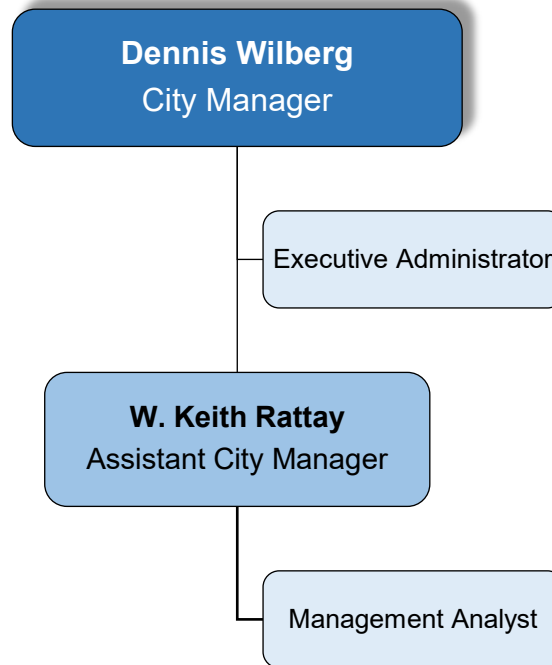 Dennis Wilberg
City Manager
Executive Administrator
W. Keith Rattay
Assistant City Manager
Management Analyst